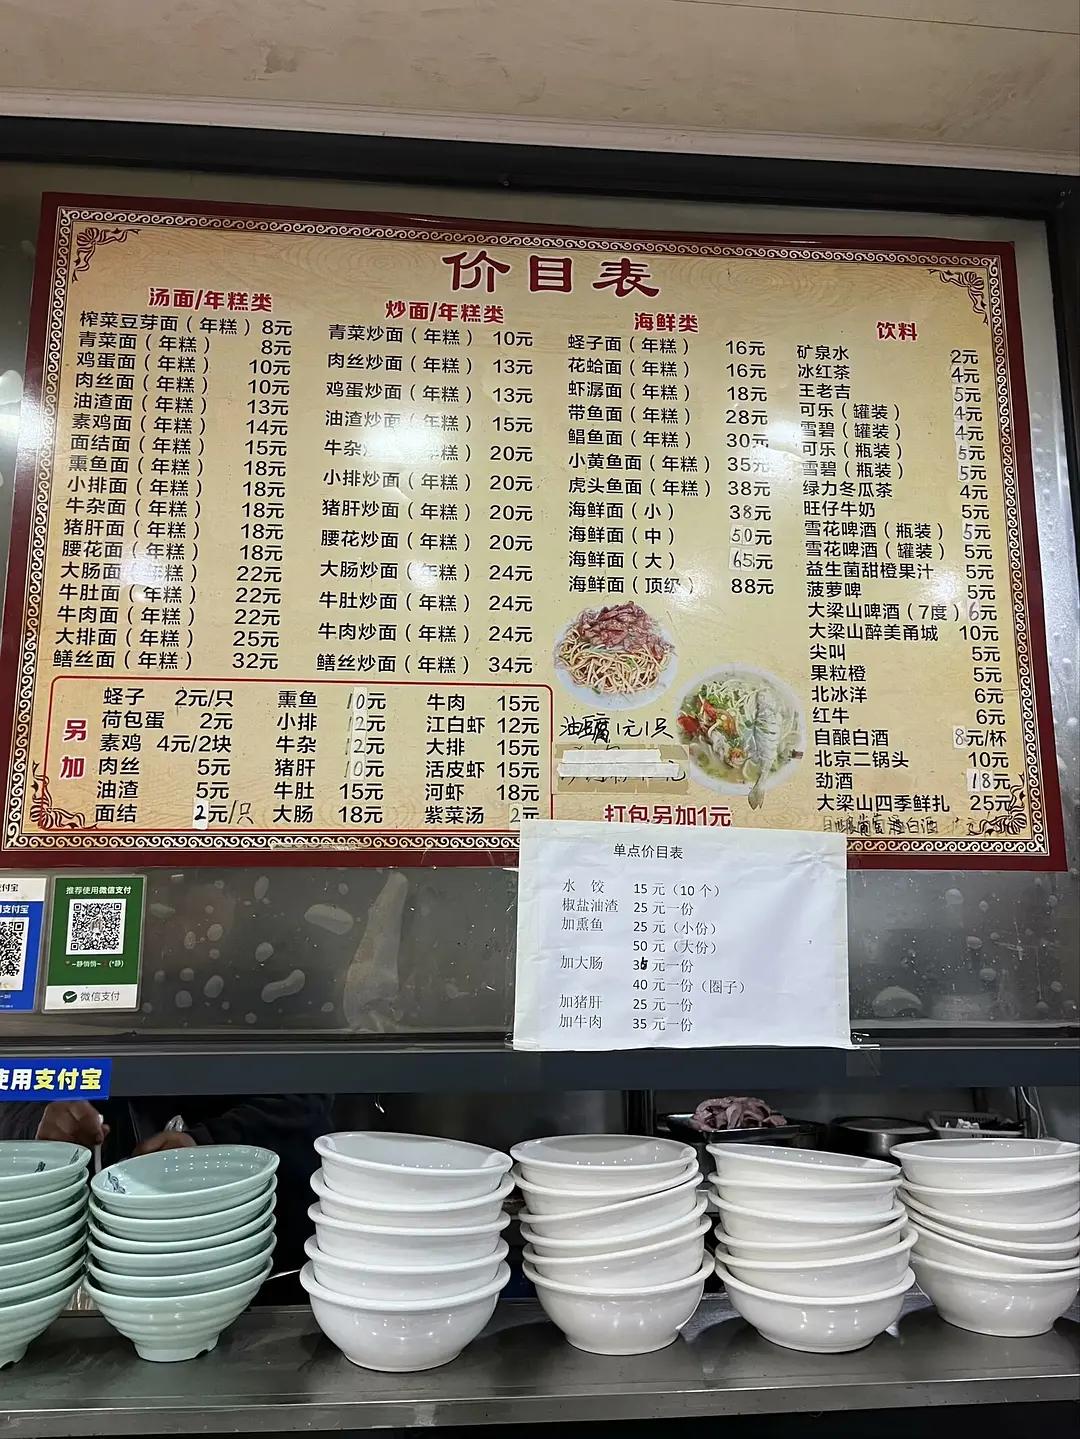 价目表
汤面/年糕类
榨菜豆芽面（年糕）8元
青菜面（年糕） 8元
鸡蛋面（年糕） 10元
肉丝面（年糕） 10元
油渣面（年糕） 13元
素鸡面（年糕） 14元
面结面（年糕） 15元
熏鱼面（年糕） 18元
小排面（年糕） 18元
牛杂面（年糕） 18元
猪肝面（年糕） 18元
腰花面（年糕） 18元
大肠面（年糕） 22元
牛肚面（年糕） 22元
牛肉面（年糕） 22元
大排面（年糕） 25元
鳝丝面（年糕） 32元
炒面/年糕类
青菜炒面（年糕） 10元
肉丝炒面（年糕） 13元
鸡蛋炒面（年糕） 13元
油渣炒面（年糕） 15元
牛杂 年糕） 20元
小排炒面（年糕） 20元
猪肝炒面（年糕） 20元
腰花炒面（年糕） 20元
大肠炒面（年糕） 24元
牛肚炒面（年糕） 24元
牛肉炒面（年糕） 24元
鳝丝炒面（年糕） 34元
海鲜类
蛏子面（年糕） 16元
花蛤面（年糕） 16元
虾潺面（年糕） 18元
带鱼面（年糕） 28元
鲳鱼面（年糕） 30元
小黄鱼面（年糕） 35元
虎头鱼面（年糕） 38元
海鲜面（小） 38元
海鲜面（中） 50元
海鲜面（大） 65元
海鲜面（顶级） 88元
油豆腐1元1只
打包另加1元
饮料
矿泉水 2元
冰红茶 4元
王老吉 5元
可乐（罐装） 4元
雪碧（罐装） 4元
可乐（瓶装） 5元
雪碧（瓶装） 5元
绿力冬瓜茶 4元
旺仔牛奶 5元
雪花啤酒（瓶装） 5元
雪花啤酒（罐装） 5元
益生菌甜橙果汁 5元
菠萝啤 5元
大梁山啤酒（7度） 6元
大梁山醉美甬城 10元
尖叫 5元
果粒橙 5元
北冰洋 6元
红牛 6元
自酿白酒 8元/杯
北京二锅头 10元
劲酒 18元
大梁山四季鲜扎 25元
葡萄酒白酒
另加
蛏子 2元/只 熏鱼 10元 牛肉 15元
荷包蛋 2元 小排 12元 江白虾 12元
素鸡 4元/2块 牛杂 12元 大排 15元
肉丝 5元 猪肝 10元 活皮虾 15元
油渣 5元 牛肚 15元 河虾 18元
面结 2元/只 大肠 18元 紫菜汤 2元
单点价目表
水 饺 15 元（10 个）
椒盐油渣 25 元一份
加熏鱼 25 元（小份）
50 元（大份）
加大肠 35 元一份
40 元一份（圈子）
加猪肝 25 元一份
加牛肉 35 元一份
付宝
支付宝
推荐使用微信支付
微信支付
使用支付宝